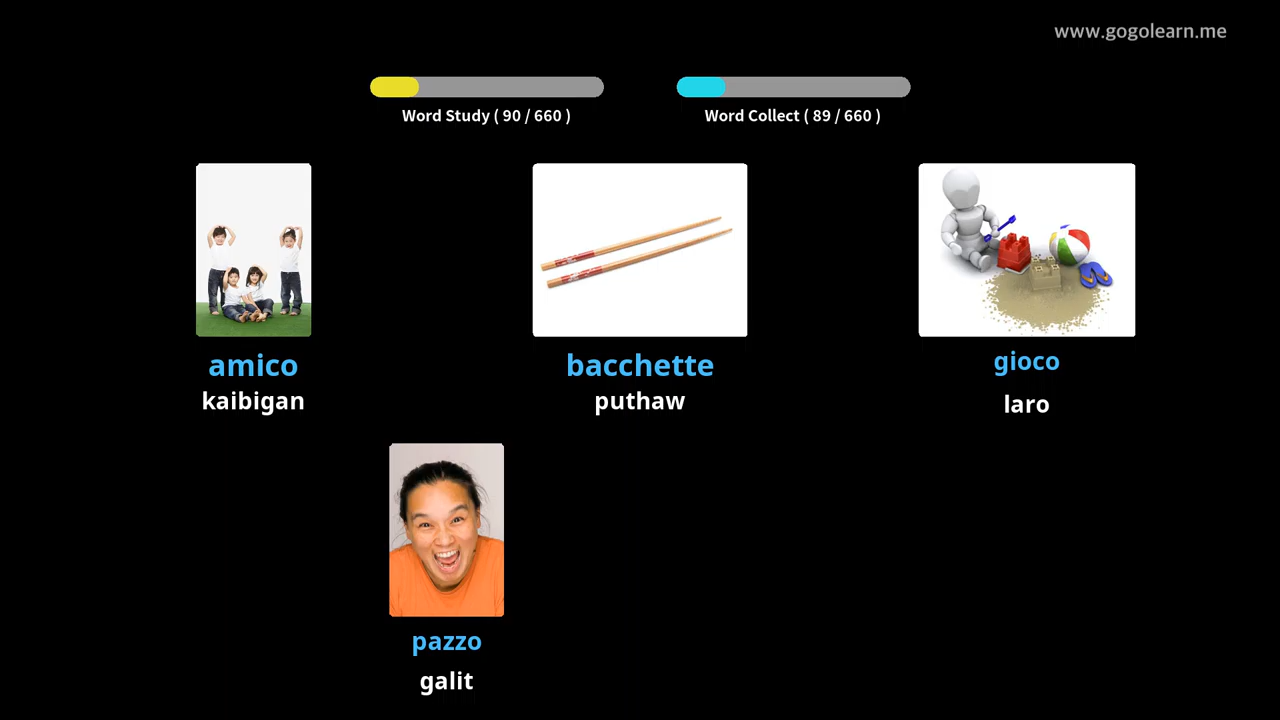 www.gogolearn.me
Word Study ( 90 / 660 )
Word Collect ( 89 / 660 )
amico
kaibigan
bacchette
puthaw
gioco
laro
pazzo
galit